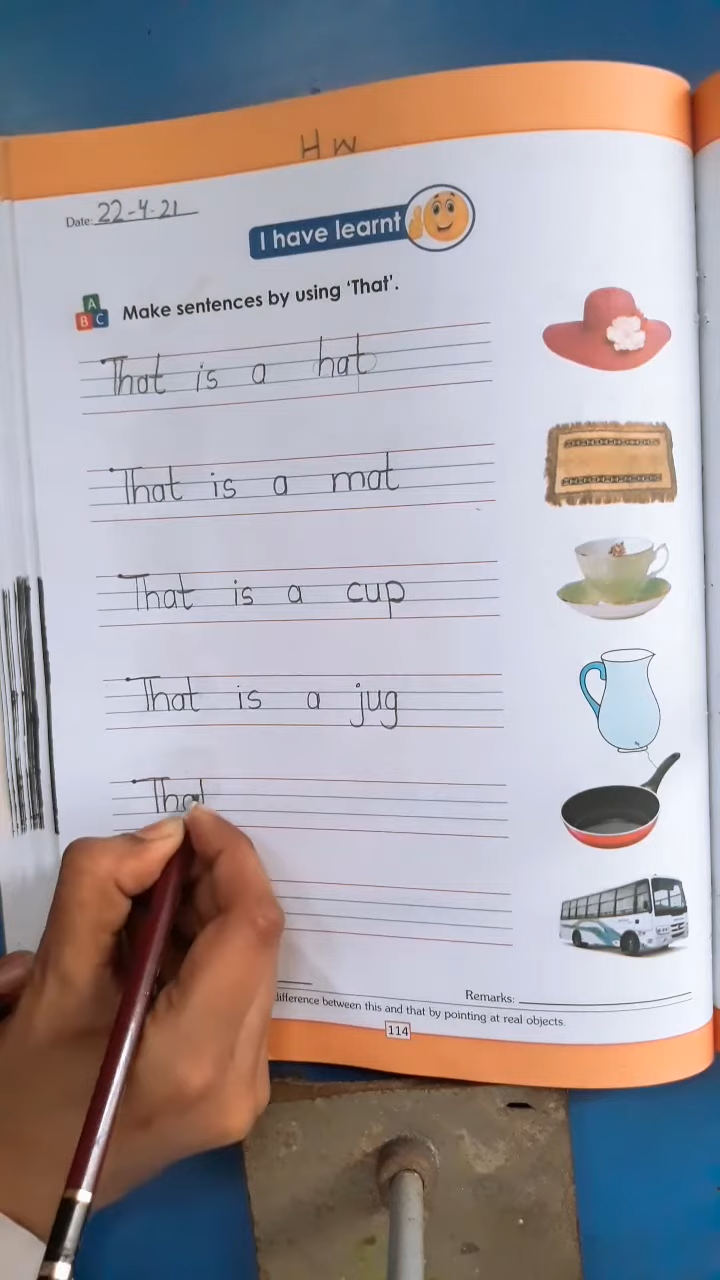 HW
Date: 22-4-21
I have learnt
A
B C
Make sentences by using 'That'.
That is a hat
That is a mat
That is a cup
That is a jug
That
Remarks:
difference between this and that by pointing at real objects.
114